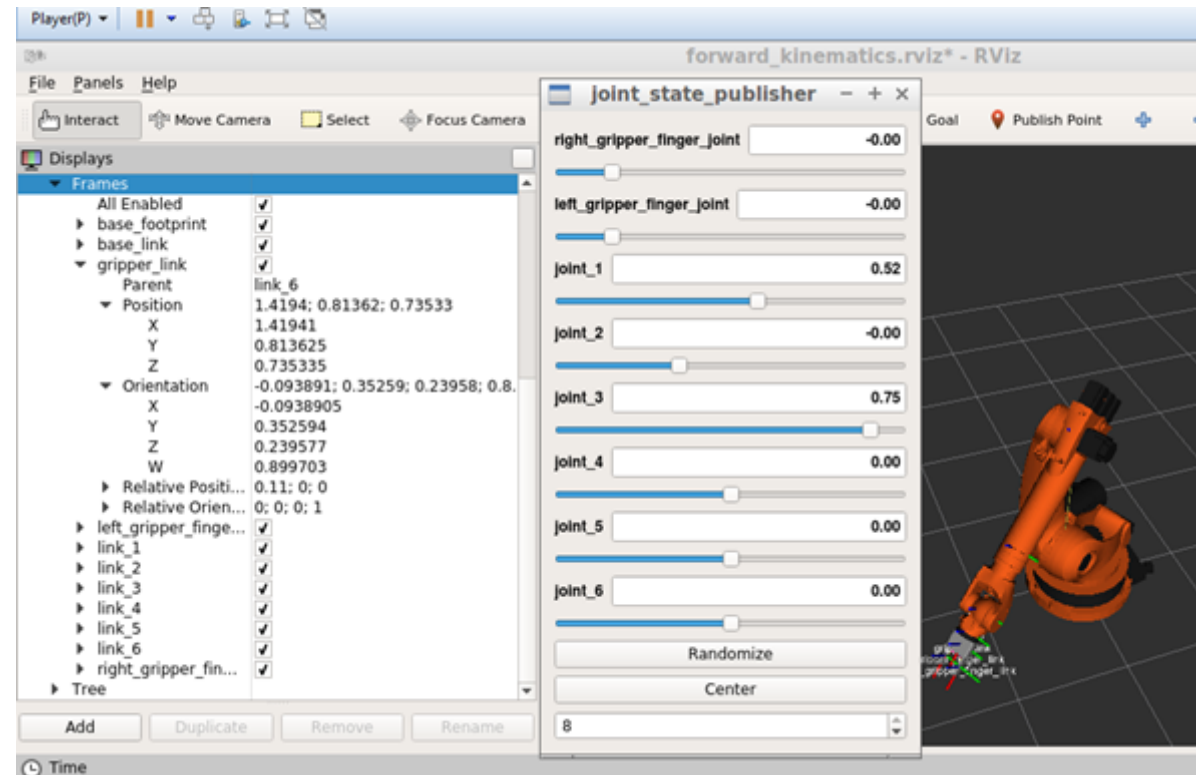 Player(P)
forward_kinematics.rviz* - RViz
File Panels Help
Interact Move Camera Select Focus Camera Goal Publish Point
Displays
Frames
All Enabled
base_footprint
base_link
gripper_link
Parent link_6
Position 1.4194; 0.81362; 0.73533
X 1.41941
Y 0.813625
Z 0.735335
Orientation -0.093891; 0.35259; 0.23958; 0.8.
X -0.0938905
Y 0.352594
Z 0.239577
W 0.899703
Relative Positi... 0.11; 0; 0
Relative Orien... 0; 0; 0; 1
left_gripper_finge...
link_1
link_2
link_3
link_4
link_5
link_6
right_gripper_fin...
Tree
Add Duplicate Remove Rename
Time
joint_state_publisher
right_gripper_finger_joint -0.00
left_gripper_finger_joint -0.00
joint_1 0.52
joint_2 -0.00
joint_3 0.75
joint_4 0.00
joint_5 0.00
joint_6 0.00
Randomize
Center
8